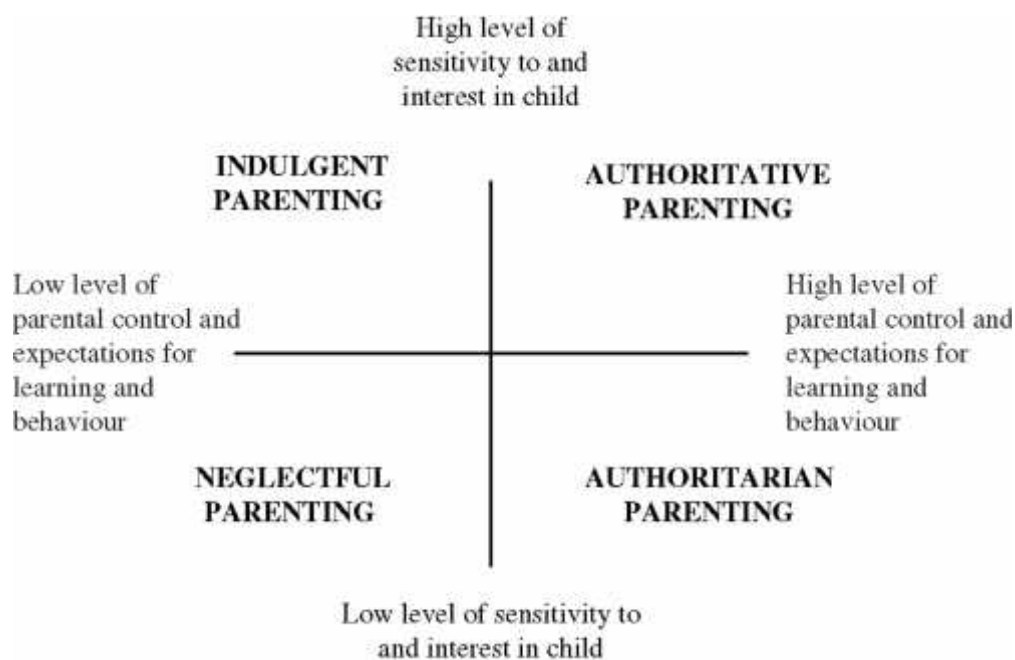 High level of
sensitivity to and
interest in child
INDULGENT
PARENTING
AUTHORITATIVE
PARENTING
Low level of
parental control and
expectations for
learning and
behaviour
High level of
parental control and
expectations for
learning and
behaviour
NEGLECTFUL
PARENTING
AUTHORITARIAN
PARENTING
Low level of sensitivity to
and interest in child